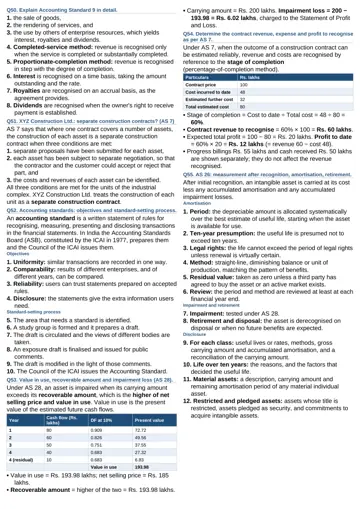 Q50. Explain Accounting Standard 9 in detail.
1. the sale of goods,
2. the rendering of services, and
3. the use by others of enterprise resources, which yields
interest, royalties and dividends.
4. Completed-service method: revenue is recognised only
when the service is completed or substantially completed.
5. Proportionate-completion method: revenue is recognised
in step with the degree of completion.
6. Interest is recognised on a time basis, taking the amount
outstanding and the rate.
7. Royalties are recognised on an accrual basis, as the
agreement provides.
8. Dividends are recognised when the owner's right to receive
payment is established.
Q51. XYZ Construction Ltd.: separate construction contracts? [AS 7]
AS 7 says that where one contract covers a number of assets,
the construction of each asset is a separate construction
contract when three conditions are met:
1. separate proposals have been submitted for each asset,
2. each asset has been subject to separate negotiation, so that
the contractor and the customer could accept or reject that
part, and
3. the costs and revenues of each asset can be identified.
All three conditions are met for the units of the industrial
complex. XYZ Construction Ltd. treats the construction of each
unit as a separate construction contract.
Q52. Accounting standards: objectives and standard-setting process.
An accounting standard is a written statement of rules for
recognising, measuring, presenting and disclosing transactions
in the financial statements. In India the Accounting Standards
Board (ASB), constituted by the ICAI in 1977, prepares them
and the Council of the ICAI issues them.
Objectives
1. Uniformity: similar transactions are recorded in one way.
2. Comparability: results of different enterprises, and of
different years, can be compared.
3. Reliability: users can trust statements prepared on accepted
rules.
4. Disclosure: the statements give the extra information users
need.
Standard-setting process
5. The area that needs a standard is identified.
6. A study group is formed and it prepares a draft.
7. The draft is circulated and the views of different bodies are
taken.
8. An exposure draft is finalised and issued for public
comments.
9. The draft is modified in the light of those comments.
10. The Council of the ICAI issues the Accounting Standard.
Q53. Value in use, recoverable amount and impairment loss [AS 28].
Under AS 28, an asset is impaired when its carrying amount
exceeds its recoverable amount, which is the higher of net
selling price and value in use. Value in use is the present
value of the estimated future cash flows.
Year Cash flow (Rs. lakhs) DF at 10% Present value
1 80 0.909 72.72
2 60 0.826 49.56
3 50 0.751 37.55
4 40 0.683 27.32
4 (residual) 10 0.683 6.83
Value in use 193.98
• Value in use = Rs. 193.98 lakhs; net selling price = Rs. 185
lakhs.
• Recoverable amount = higher of the two = Rs. 193.98 lakhs.
• Carrying amount = Rs. 200 lakhs. Impairment loss = 200 −
193.98 = Rs. 6.02 lakhs, charged to the Statement of Profit
and Loss.
Q54. Determine the contract revenue, expense and profit to recognise
as per AS 7.
Under AS 7, when the outcome of a construction contract can
be estimated reliably, revenue and costs are recognised by
reference to the stage of completion
(percentage-of-completion method).
Particulars Rs. lakhs
Contract price 100
Cost incurred to date 48
Estimated further cost 32
Total estimated cost 80
• Stage of completion = Cost to date ÷ Total cost = 48 ÷ 80 =
60%.
• Contract revenue to recognise = 60% × 100 = Rs. 60 lakhs.
• Expected total profit = 100 − 80 = Rs. 20 lakhs. Profit to date
= 60% × 20 = Rs. 12 lakhs (= revenue 60 − cost 48).
• Progress billings Rs. 55 lakhs and cash received Rs. 50 lakhs
are shown separately; they do not affect the revenue
recognised.
Q55. AS 26: measurement after recognition, amortisation, retirement.
After initial recognition, an intangible asset is carried at its cost
less any accumulated amortisation and any accumulated
impairment losses.
Amortisation
1. Period: the depreciable amount is allocated systematically
over the best estimate of useful life, starting when the asset
is available for use.
2. Ten-year presumption: the useful life is presumed not to
exceed ten years.
3. Legal rights: the life cannot exceed the period of legal rights
unless renewal is virtually certain.
4. Method: straight-line, diminishing balance or unit of
production, matching the pattern of benefits.
5. Residual value: taken as zero unless a third party has
agreed to buy the asset or an active market exists.
6. Review: the period and method are reviewed at least at each
financial year end.
Impairment and retirement
7. Impairment: tested under AS 28.
8. Retirement and disposal: the asset is derecognised on
disposal or when no future benefits are expected.
Disclosure
9. For each class: useful lives or rates, methods, gross
carrying amount and accumulated amortisation, and a
reconciliation of the carrying amount.
10. Life over ten years: the reasons, and the factors that
decided the useful life.
11. Material assets: a description, carrying amount and
remaining amortisation period of any material individual
asset.
12. Restricted and pledged assets: assets whose title is
restricted, assets pledged as security, and commitments to
acquire intangible assets.